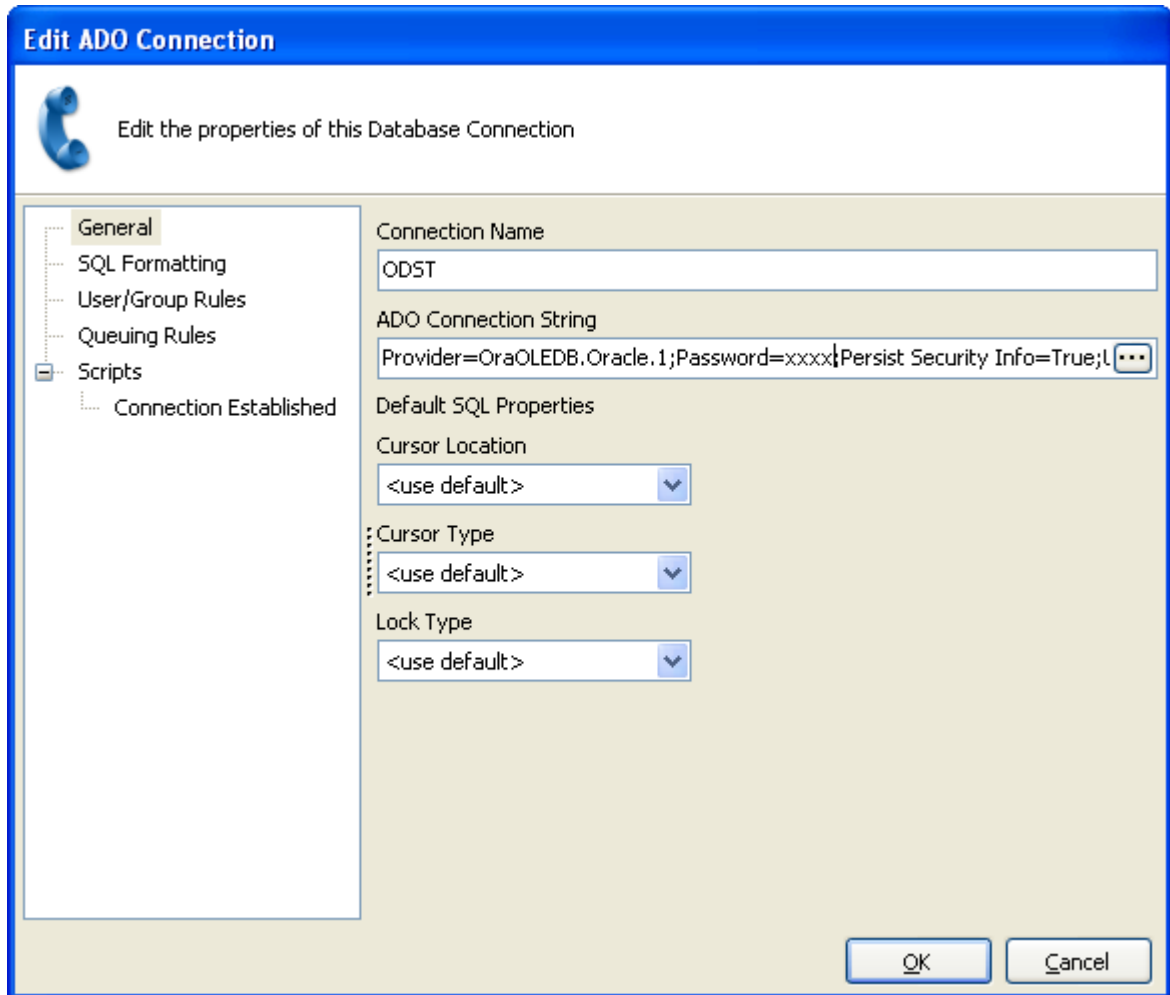 Edit ADO Connection
Edit the properties of this Database Connection
General
SQL Formatting
User/Group Rules
Queuing Rules
Scripts
Connection Established
Connection Name
ODST
ADO Connection String
Provider=OraOLEDB.Oracle.1;Password=xxxx;Persist Security Info=True;
Default SQL Properties
Cursor Location
<use default>
Cursor Type
<use default>
Lock Type
<use default>
OK
Cancel